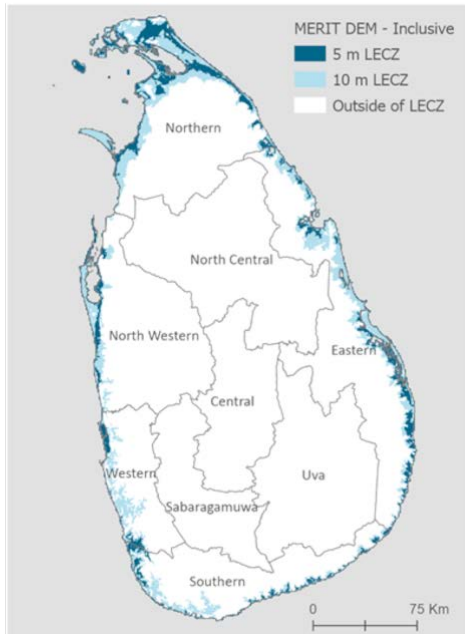 MERIT DEM - Inclusive
5 m LECZ
10 m LECZ
Outside of LECZ
Northern
North Central
North Western
Eastern
Central
Western
Uva
Sabaragamuwa
Southern
0 75 Km